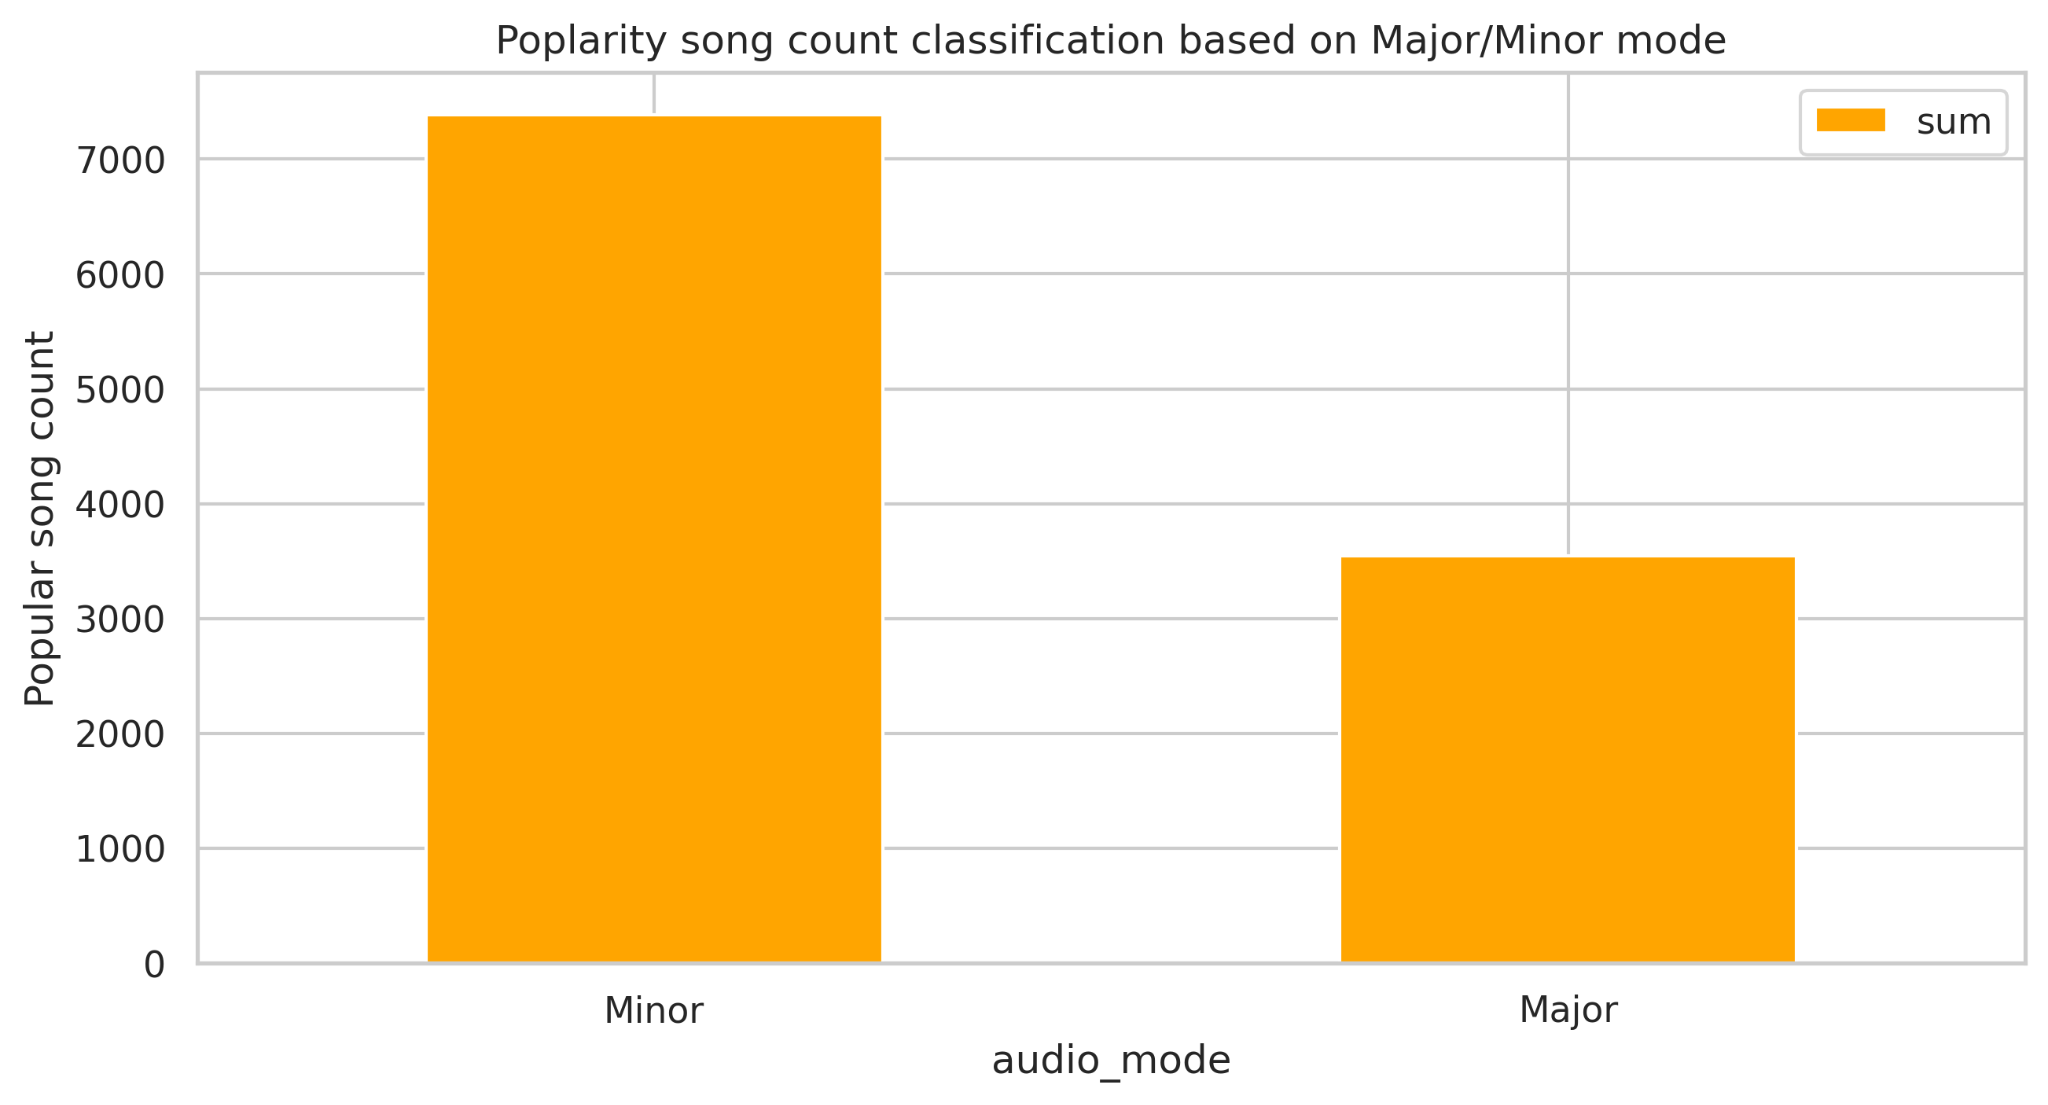 Poplarity song count classification based on Major/Minor mode
sum
7000
6000
5000
4000
3000
2000
1000
0
Popular song count
Minor
Major
audio_mode